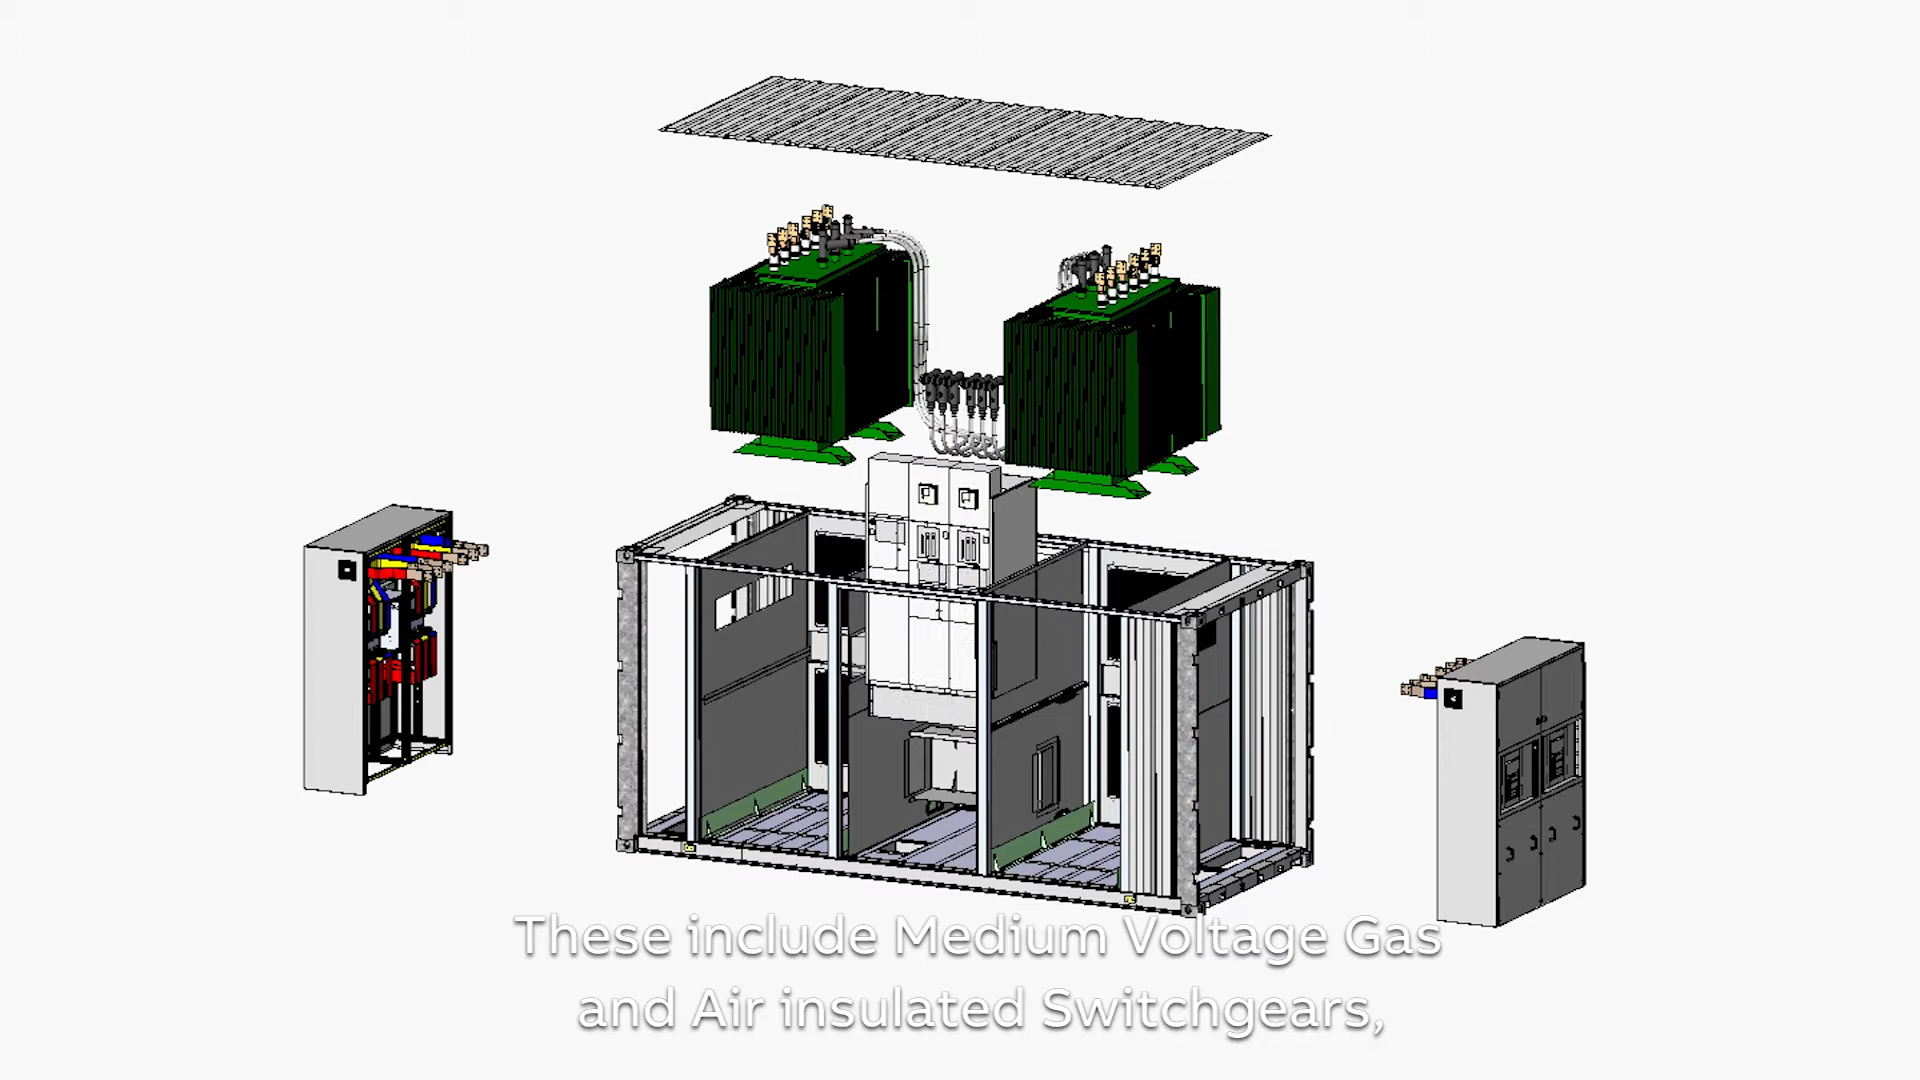 These include Medium Voltage Gas
and Air insulated Switchgears,